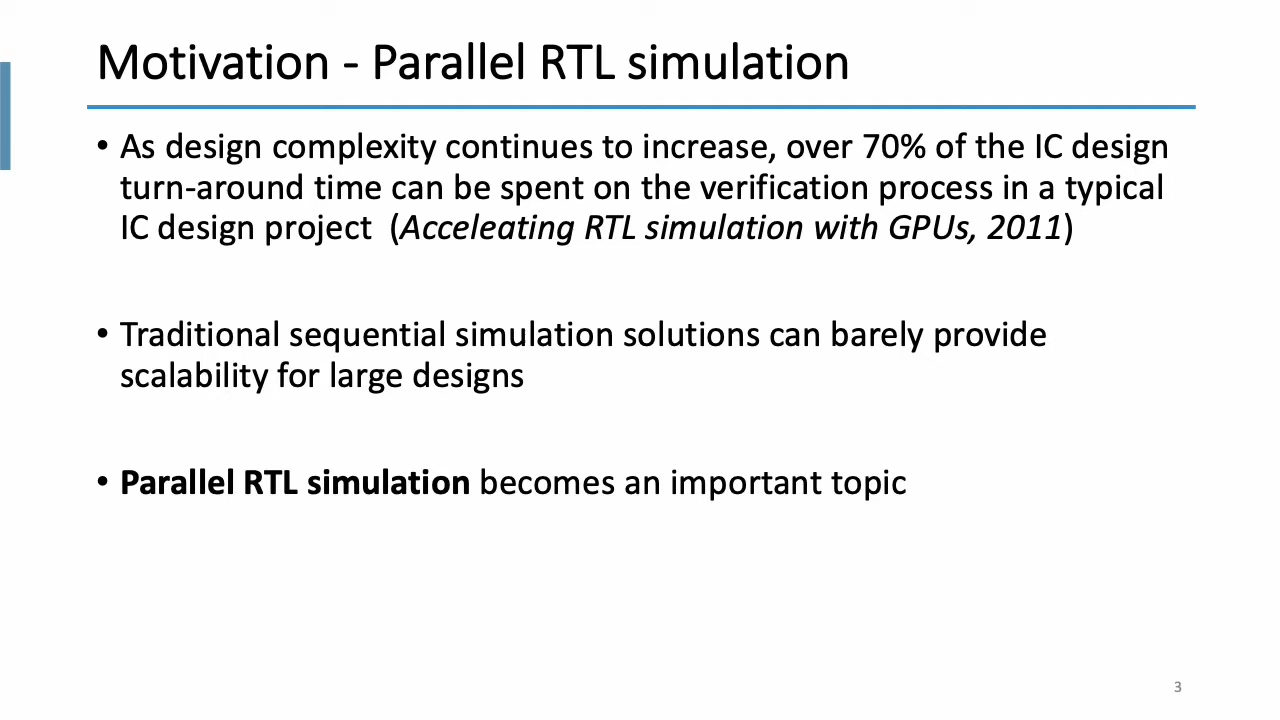 Motivation - Parallel RTL simulation
• As design complexity continues to increase, over 70% of the IC design
turn-around time can be spent on the verification process in a typical
IC design project (Acceleating RTL simulation with GPUs, 2011)
• Traditional sequential simulation solutions can barely provide
scalability for large designs
• Parallel RTL simulation becomes an important topic
3